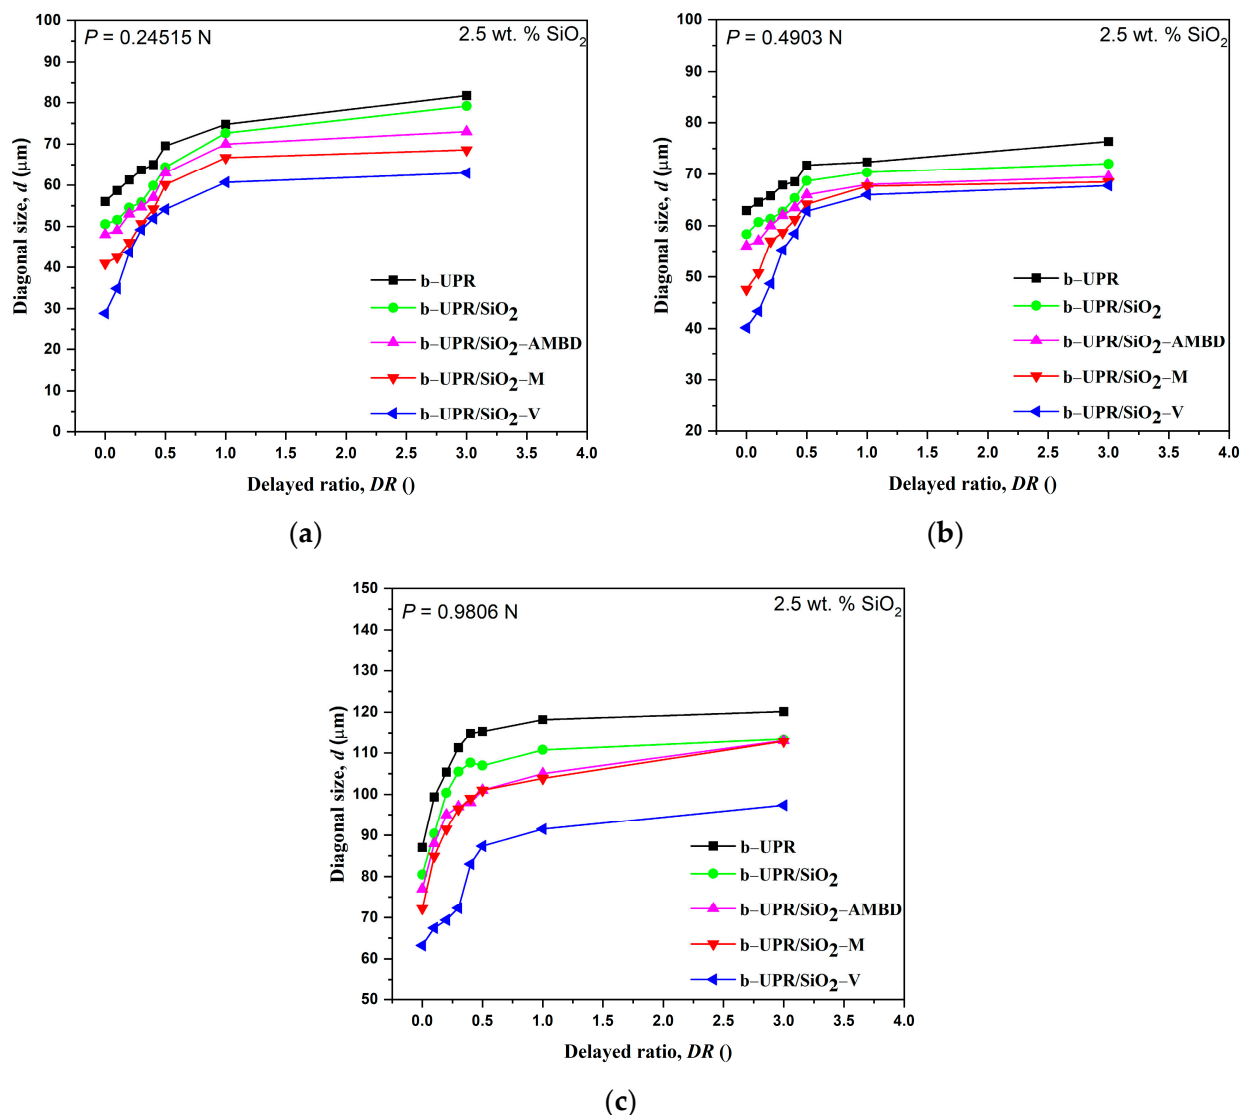 P = 0.24515 N
2.5 wt. % SiO2
Diagonal size, d (μm)
100
90
80
70
60
50
40
30
20
10
0
b–UPR
b–UPR/SiO2
b–UPR/SiO2–AMBD
b–UPR/SiO2–M
b–UPR/SiO2–V
0.0 0.5 1.0 1.5 2.0 2.5 3.0 3.5 4.0
Delayed ratio, DR ()
(a)
P = 0.4903 N
2.5 wt. % SiO2
Diagonal size, d (μm)
100
90
80
70
60
50
40
30
20
b–UPR
b–UPR/SiO2
b–UPR/SiO2–AMBD
b–UPR/SiO2–M
b–UPR/SiO2–V
0.0 0.5 1.0 1.5 2.0 2.5 3.0 3.5 4.0
Delayed ratio, DR ()
(b)
P = 0.9806 N
2.5 wt. % SiO2
Diagonal size, d (μm)
150
140
130
120
110
100
90
80
70
60
50
b–UPR
b–UPR/SiO2
b–UPR/SiO2–AMBD
b–UPR/SiO2–M
b–UPR/SiO2–V
0.0 0.5 1.0 1.5 2.0 2.5 3.0 3.5 4.0
Delayed ratio, DR ()
(c)